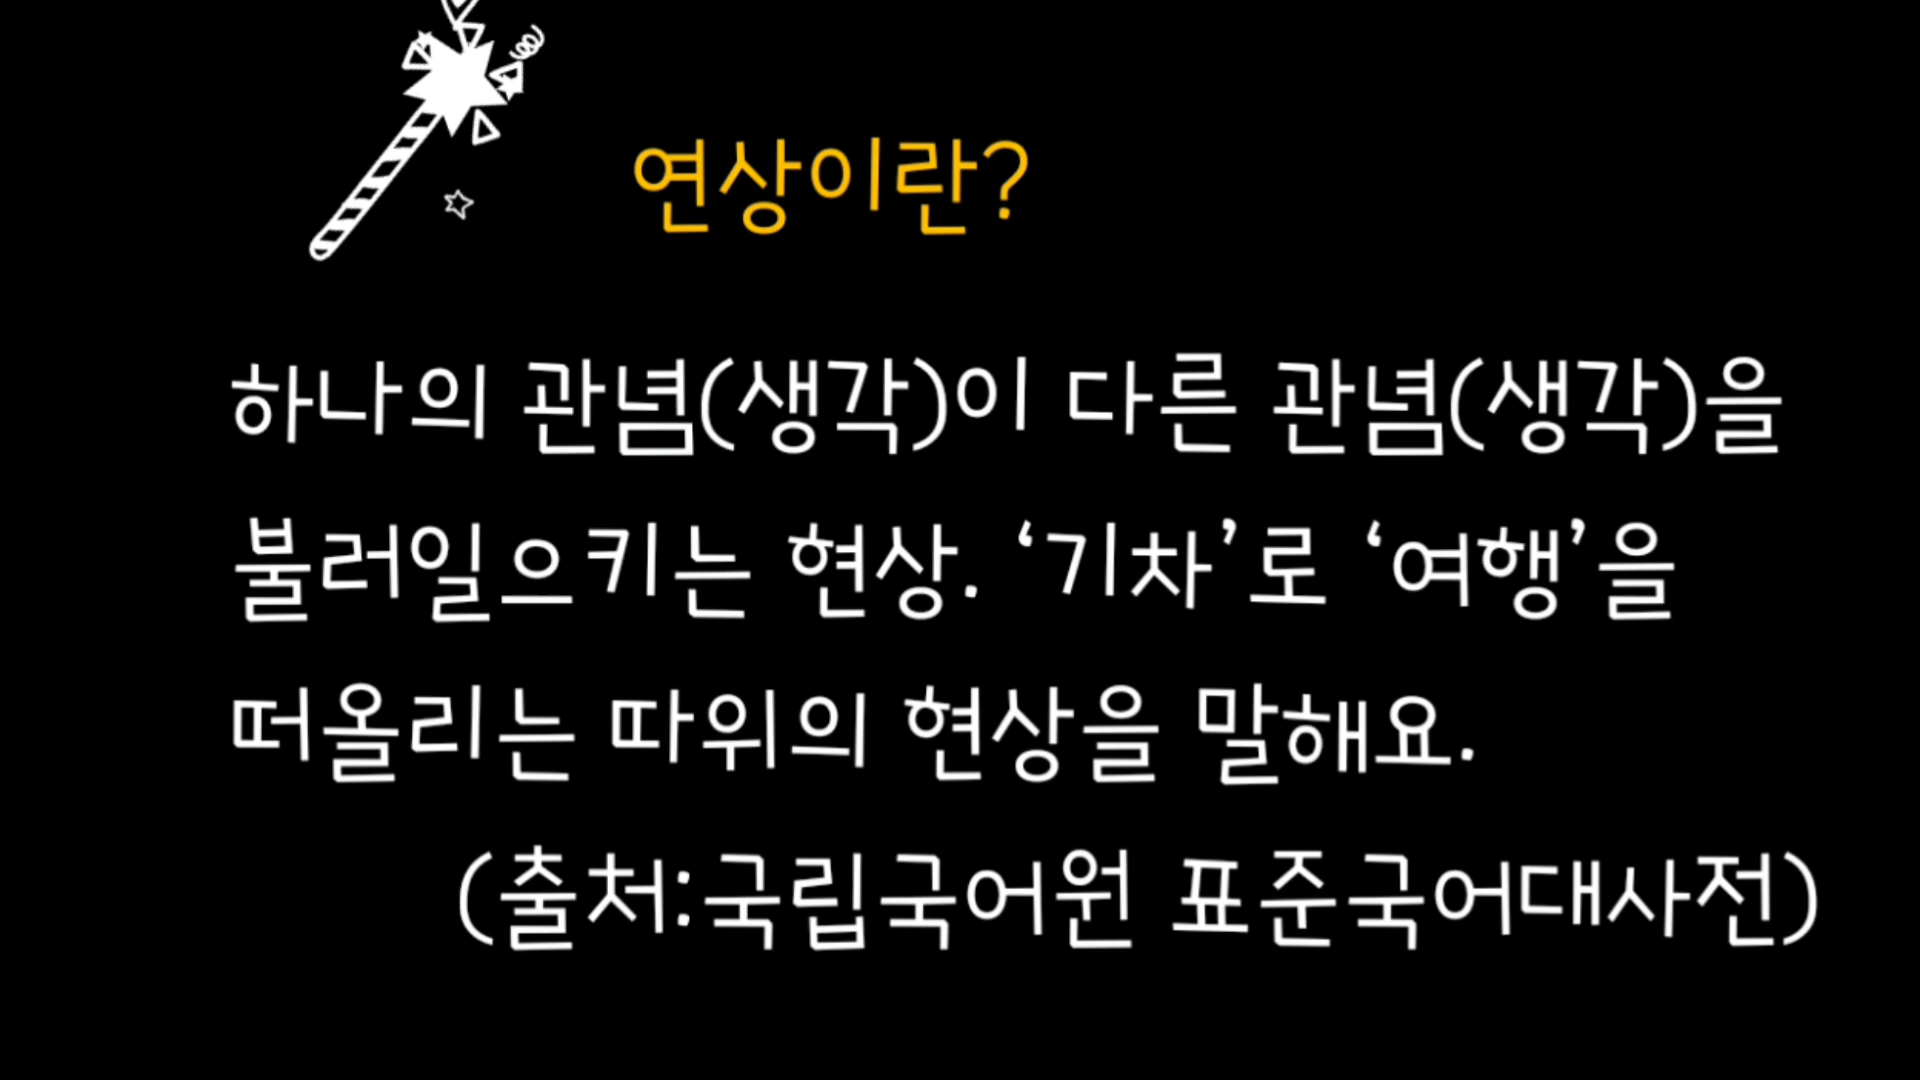 연상이란?
하나의 관념(생각)이 다른 관념(생각)을
불러일으키는 현상. ‘기차’로 ‘여행’을
떠올리는 따위의 현상을 말해요.
(출처:국립국어원 표준국어대사전)